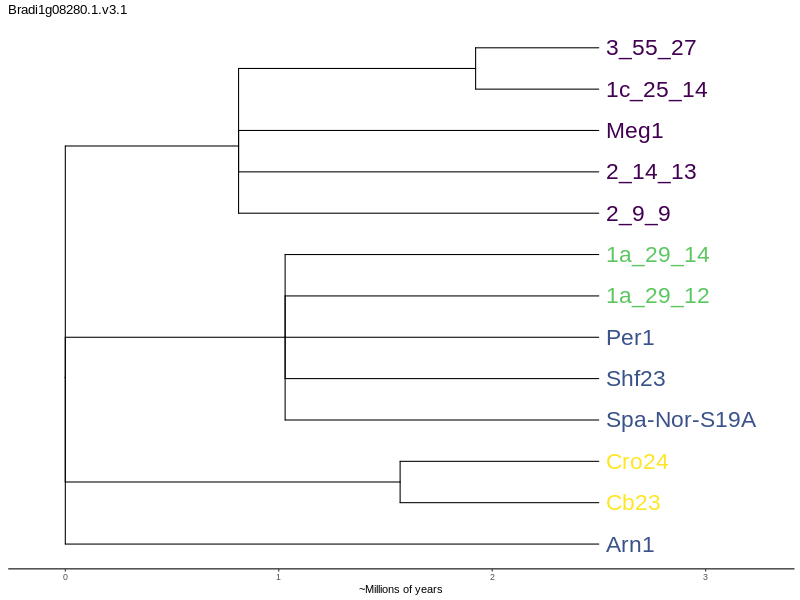 Bradi1g08280.1.v3.1
3_55_27
1c_25_14
Meg1
2_14_13
2_9_9
1a_29_14
1a_29_12
Per1
Shf23
Spa-Nor-S19A
Cro24
Cb23
Arn1
0 1 2 3
~Millions of years